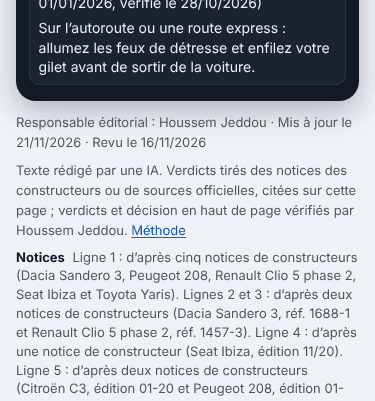 01/01/2026, vérifié le 28/10/2026)
Sur l’autoroute ou une route express :
allumez les feux de détresse et enfilez votre
gilet avant de sortir de la voiture.
Responsable éditorial : Houssem Jeddou · Mis à jour le
21/11/2026 · Revu le 16/11/2026
Texte rédigé par une IA. Verdicts tirés des notices des
constructeurs ou de sources officielles, citées sur cette
page ; verdicts et décision en haut de page vérifiés par
Houssem Jeddou. Méthode
Notices Ligne 1 : d’après cinq notices de constructeurs
(Dacia Sandero 3, Peugeot 208, Renault Clio 5 phase 2,
Seat Ibiza et Toyota Yaris). Lignes 2 et 3 : d’après deux
notices de constructeurs (Dacia Sandero 3, réf. 1688-1
et Renault Clio 5 phase 2, réf. 1457-3). Ligne 4 : d’après
une notice de constructeur (Seat Ibiza, édition 11/20).
Ligne 5 : d’après deux notices de constructeurs
(Citroën C3, édition 01-20 et Peugeot 208, édition 01-